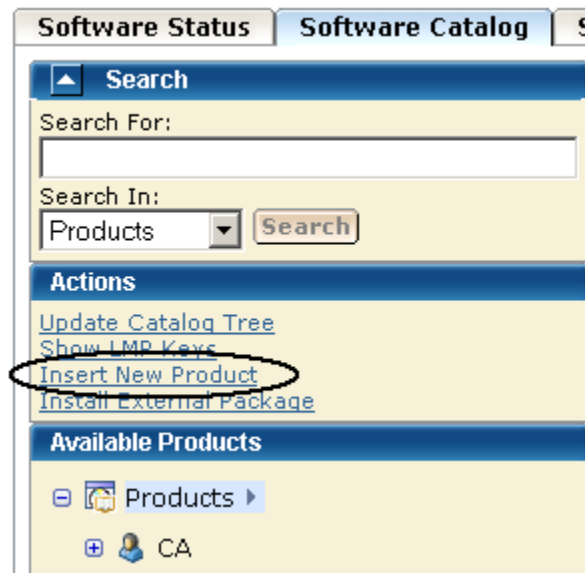 Software Status
Software Catalog
S
Search
Search For:
Search In:
Products
Search
Actions
Update Catalog Tree
Show LMP Keys
Insert New Product
Install External Package
Available Products
Products
CA